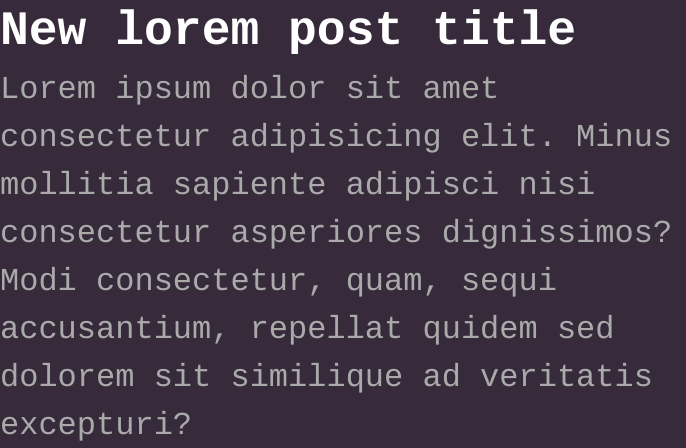 New lorem post title
Lorem ipsum dolor sit amet
consectetur adipisicing elit. Minus
mollitia sapiente adipisci nisi
consectetur asperiores dignissimos?
Modi consectetur, quam, sequi
accusantium, repellat quidem sed
dolorem sit similique ad veritatis
excepturi?